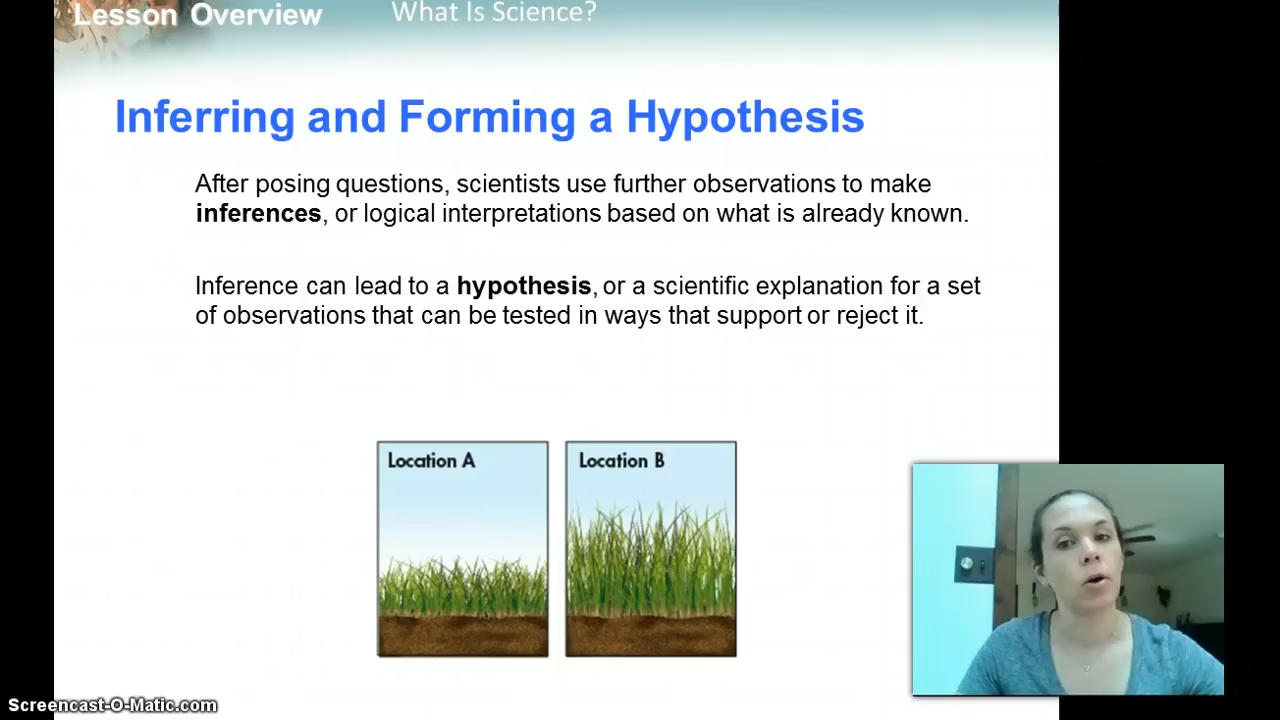 Lesson Overview What Is Science?
Inferring and Forming a Hypothesis
After posing questions, scientists use further observations to make
inferences, or logical interpretations based on what is already known.
Inference can lead to a hypothesis, or a scientific explanation for a set
of observations that can be tested in ways that support or reject it.
Location A
Location B
Screencast-O-Matic.com